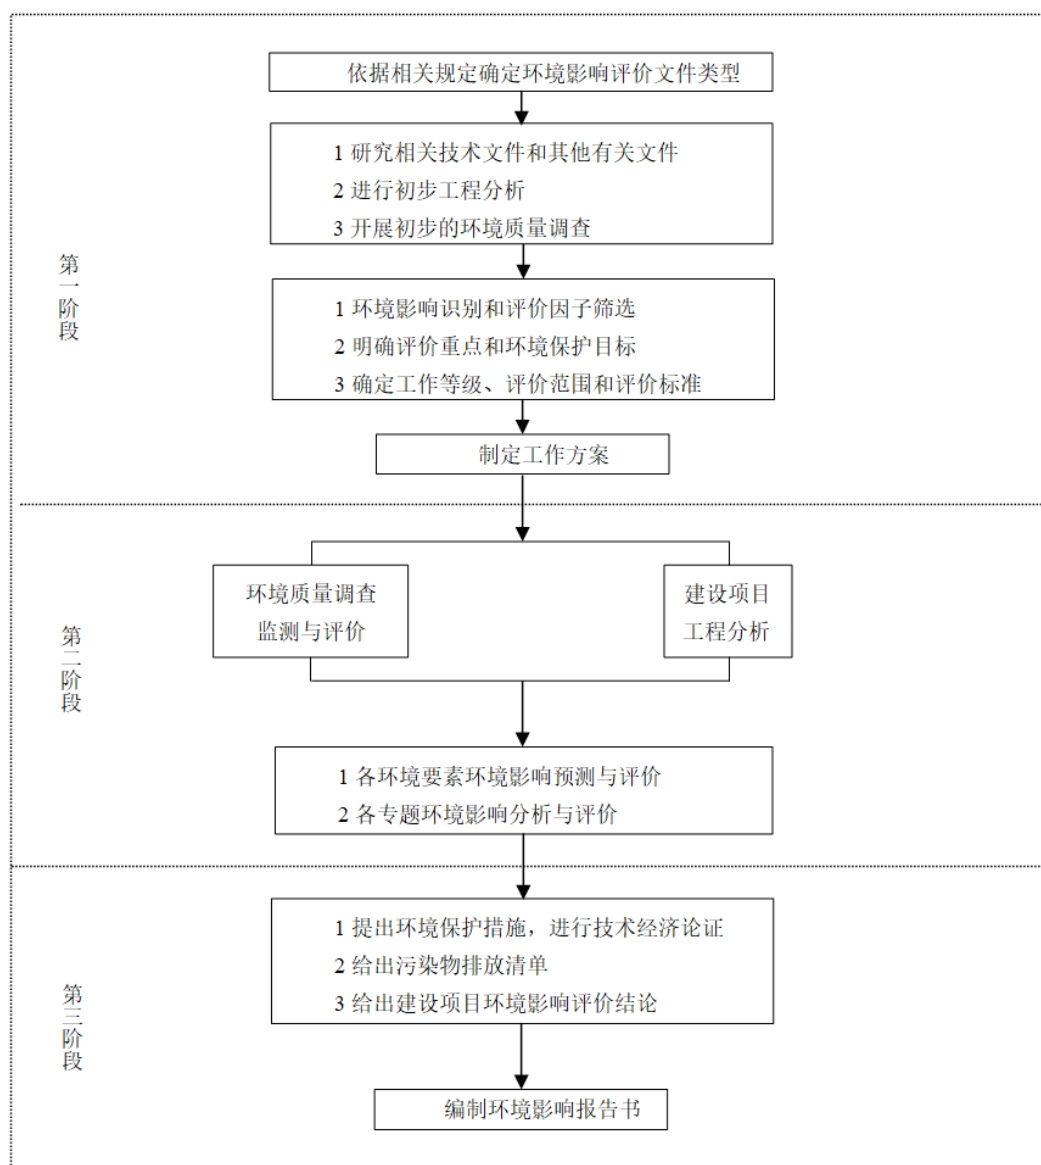 依据相关规定确定环境影响评价文件类型
1 研究相关技术文件和其他有关文件
2 进行初步工程分析
3 开展初步的环境质量调查
第一阶段
1 环境影响识别和评价因子筛选
2 明确评价重点和环境保护目标
3 确定工作等级、评价范围和评价标准
制定工作方案
第二阶段
环境质量调查
监测与评价
建设项目
工程分析
1 各环境要素环境影响预测与评价
2 各专题环境影响分析与评价
第三阶段
1 提出环境保护措施，进行技术经济论证
2 给出污染物排放清单
3 给出建设项目环境影响评价结论
编制环境影响报告书